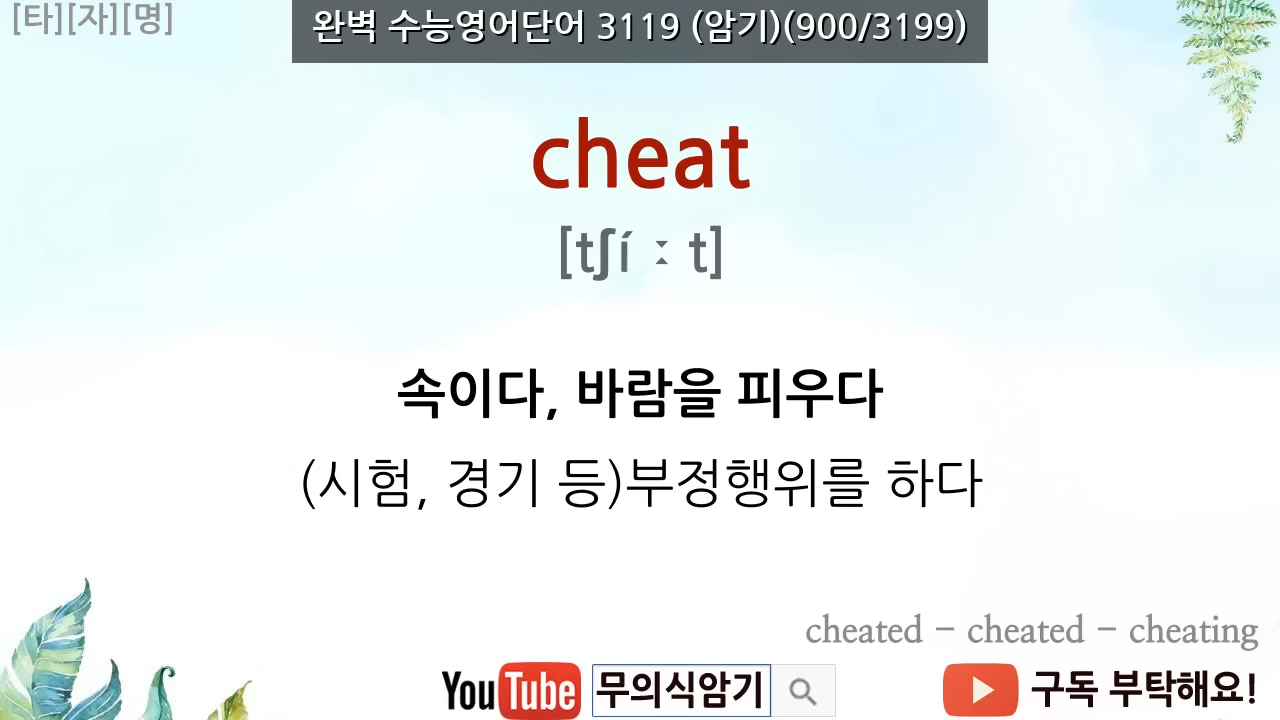 [타][자][명]
완벽 수능영어단어 3119 (암기)(900/3199)
cheat
[tʃíːt]
속이다, 바람을 피우다
(시험, 경기 등)부정행위를 하다
cheated - cheated - cheating
YouTube 무의식암기
구독 부탁해요!